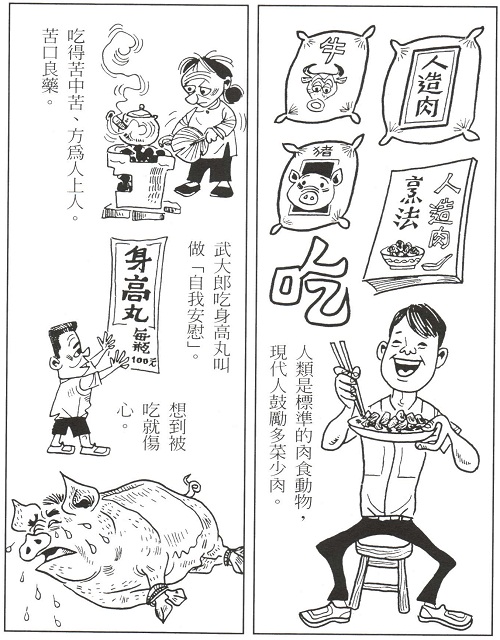 牛
人造肉
豬
人造肉
烹法
吃
人類是標準的肉食動物，
現代人鼓勵多菜少肉。
吃得苦中苦、方為人上人。
苦口良藥。
武大郎吃身高丸叫
做「自我安慰」。
身高丸
每瓶
100元
想到被
吃就傷
心。